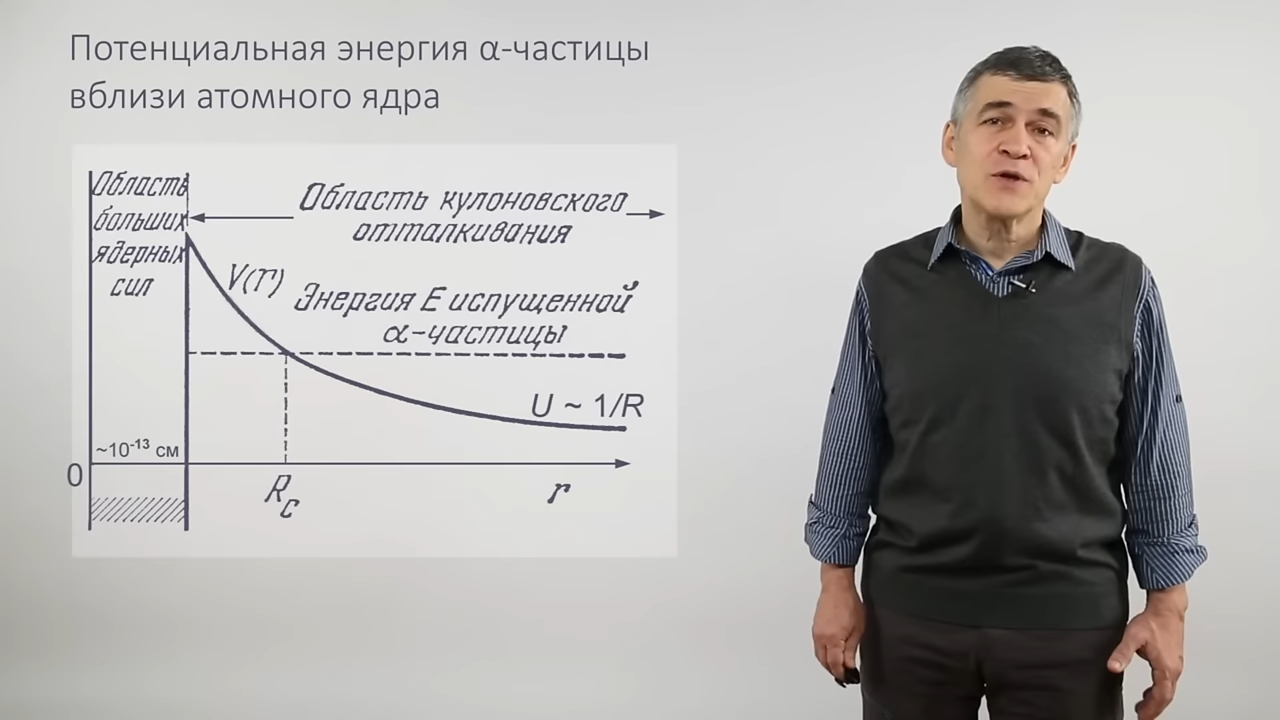 Потенциальная энергия α-частицы
вблизи атомного ядра
Область
больших
ядерных
сил
Область кулоновского
отталкивания
V(r)
Энергия E испущенной
α-частицы
U ~ 1/R
~10⁻¹³ см
0
R_c
r